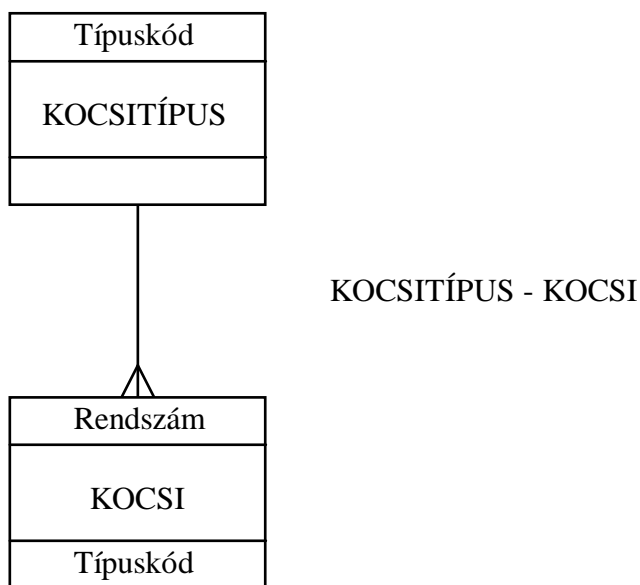 Típuskód
KOCSITÍPUS
KOCSITÍPUS - KOCSI
Rendszám
KOCSI
Típuskód